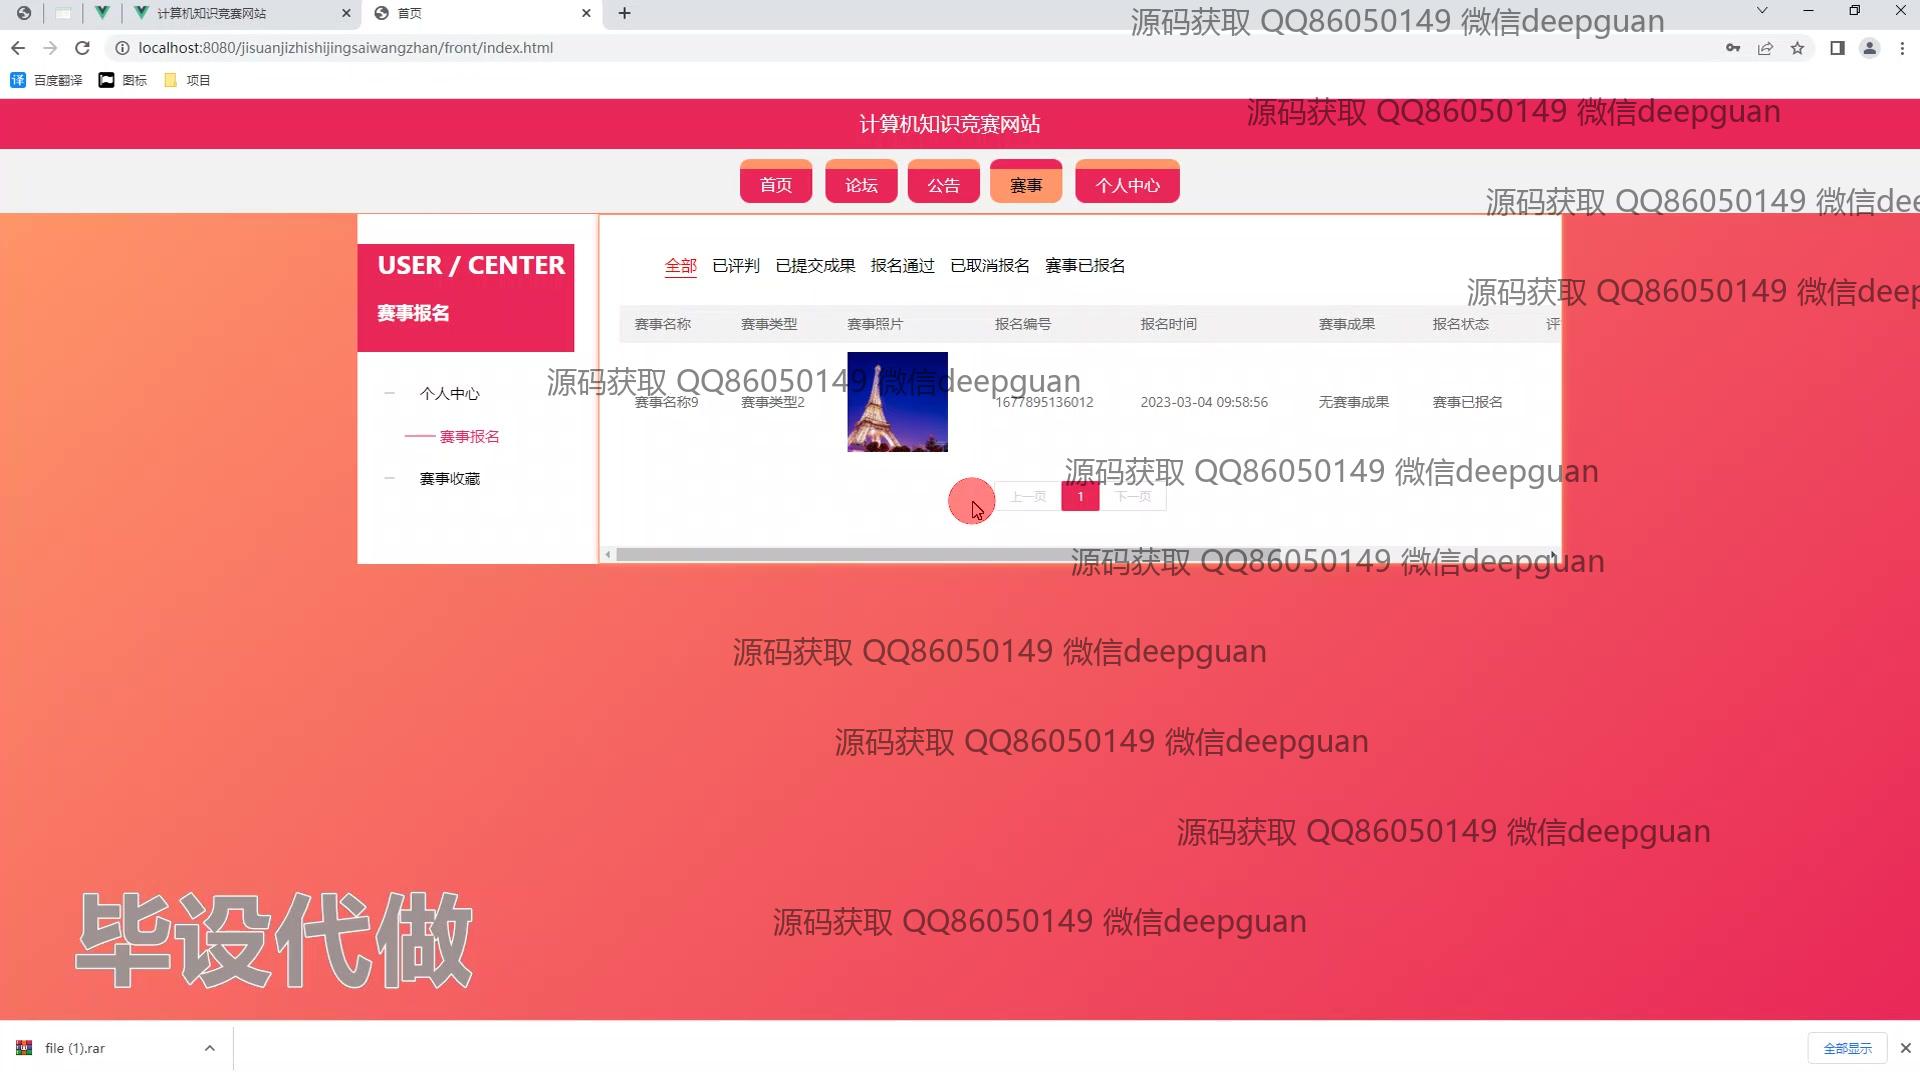 计算机知识竞赛网站
首页
源码获取 QQ86050149 微信deepguan
localhost:8080/jisuanjizhishijingsaiwangzhan/front/index.html
译 百度翻译 图标 项目
计算机知识竞赛网站
源码获取 QQ86050149 微信deepguan
首页 论坛 公告 赛事 个人中心
源码获取 QQ86050149 微信dee
USER / CENTER
赛事报名
全部 已评判 已提交成果 报名通过 已取消报名 赛事已报名
源码获取 QQ86050149 微信deep
赛事名称 赛事类型 赛事照片 报名编号 报名时间 赛事成果 报名状态 评
源码获取 QQ86050149 微信deepguan
赛事名称9 赛事类型2 1677895136012 2023-03-04 09:58:56 无赛事成果 赛事已报名
个人中心
赛事报名
赛事收藏
源码获取 QQ86050149 微信deepguan
上一页 1 下一页
源码获取 QQ86050149 微信deepguan
源码获取 QQ86050149 微信deepguan
源码获取 QQ86050149 微信deepguan
源码获取 QQ86050149 微信deepguan
源码获取 QQ86050149 微信deepguan
毕设代做
file (1).rar
全部显示